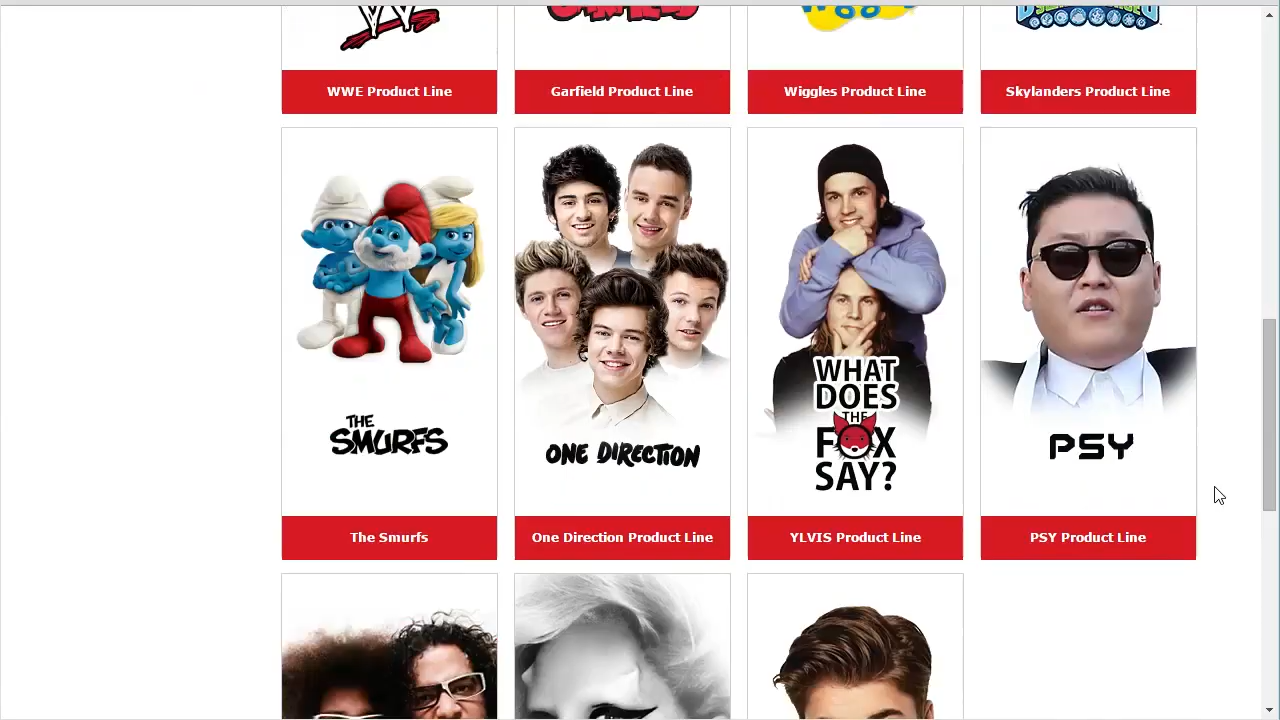 WWE Product Line
Garfield Product Line
Wiggles Product Line
Skylanders Product Line
THE
SMURFS
ONE DIRECTION
WHAT
DOES
THE
FOX
SAY?
PSY
The Smurfs
One Direction Product Line
YLVIS Product Line
PSY Product Line